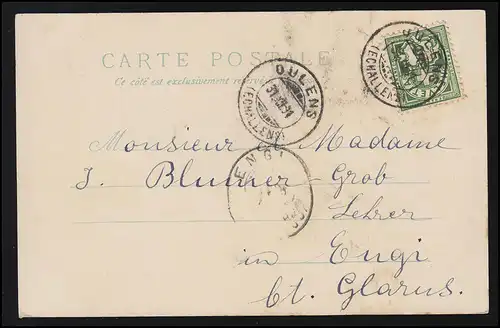 CARTE POSTALE
Ce côté est exclusivement réservé
OULENS
(ECHALLENS)
OULENS
(ECHALLENS)
Monsieur Madame
J. Blumer-Grob
ENGI
Lehrer
in Engi
Ct. Glarus.